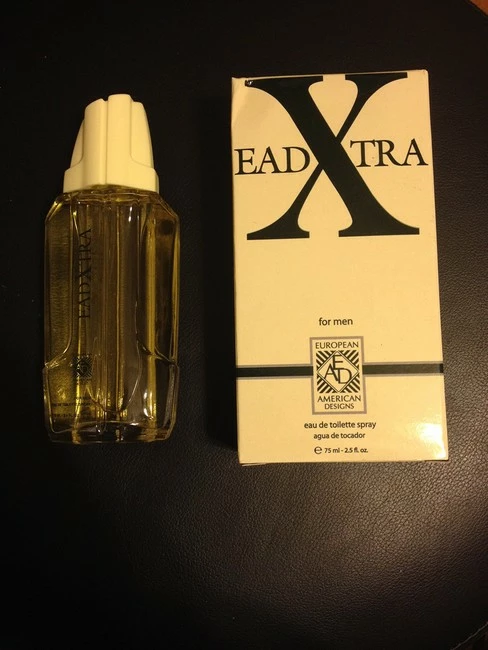 EADXTRA
EADXTRA
for men
EUROPEAN
EAD
AMERICAN
DESIGNS
eau de toilette spray
agua de tocador
℮ 75 ml - 2.5 fl. oz.